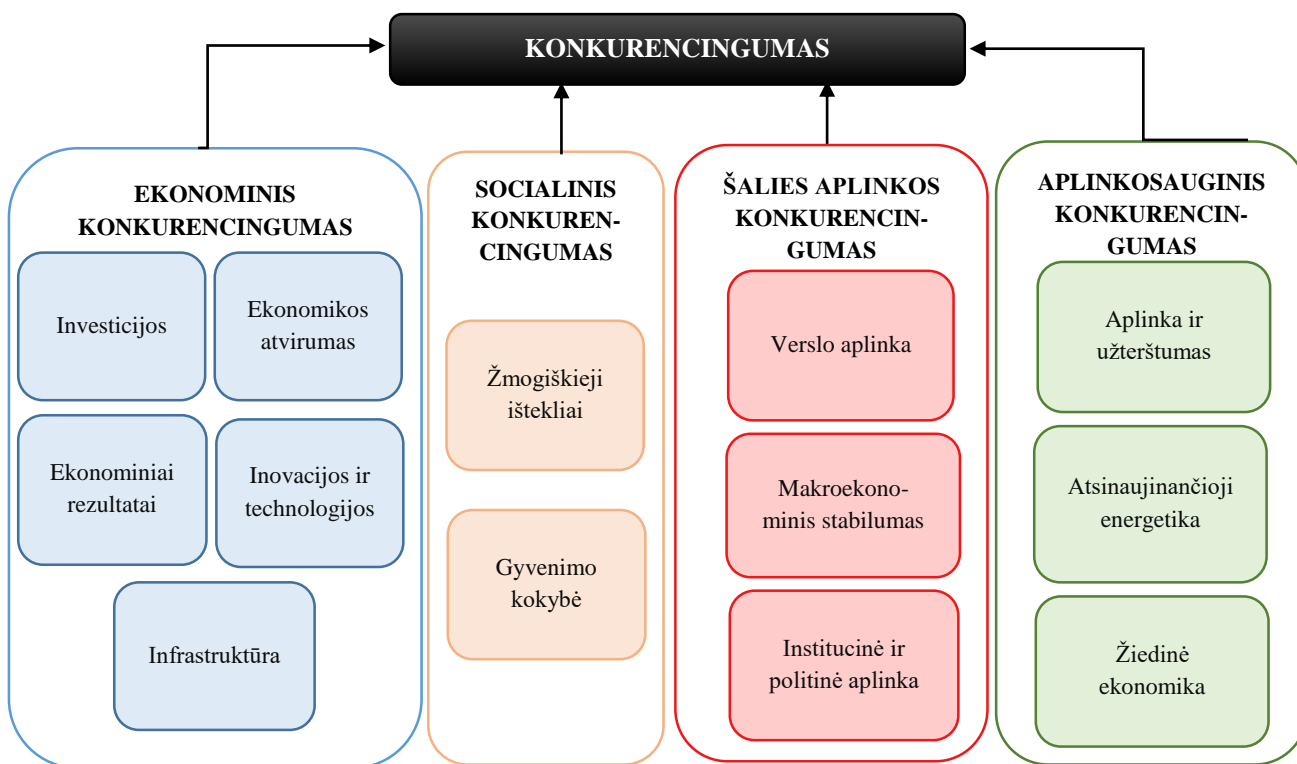 KONKURENCINGUMAS
EKONOMINIS
KONKURENCINGUMAS
Investicijos
Ekonomikos
atvirumas
Ekonominiai
rezultatai
Inovacijos ir
technologijos
Infrastruktūra
SOCIALINIS
KONKUREN-
CINGUMAS
Žmogiškieji
ištekliai
Gyvenimo
kokybė
ŠALIES APLINKOS
KONKURENCIN-
GUMAS
Verslo aplinka
Makroekono-
minis stabilumas
Institucinė ir
politinė aplinka
APLINKOSAUGINIS
KONKURENCIN-
GUMAS
Aplinka ir
užterštumas
Atsinaujinančioji
energetika
Žiedinė
ekonomika